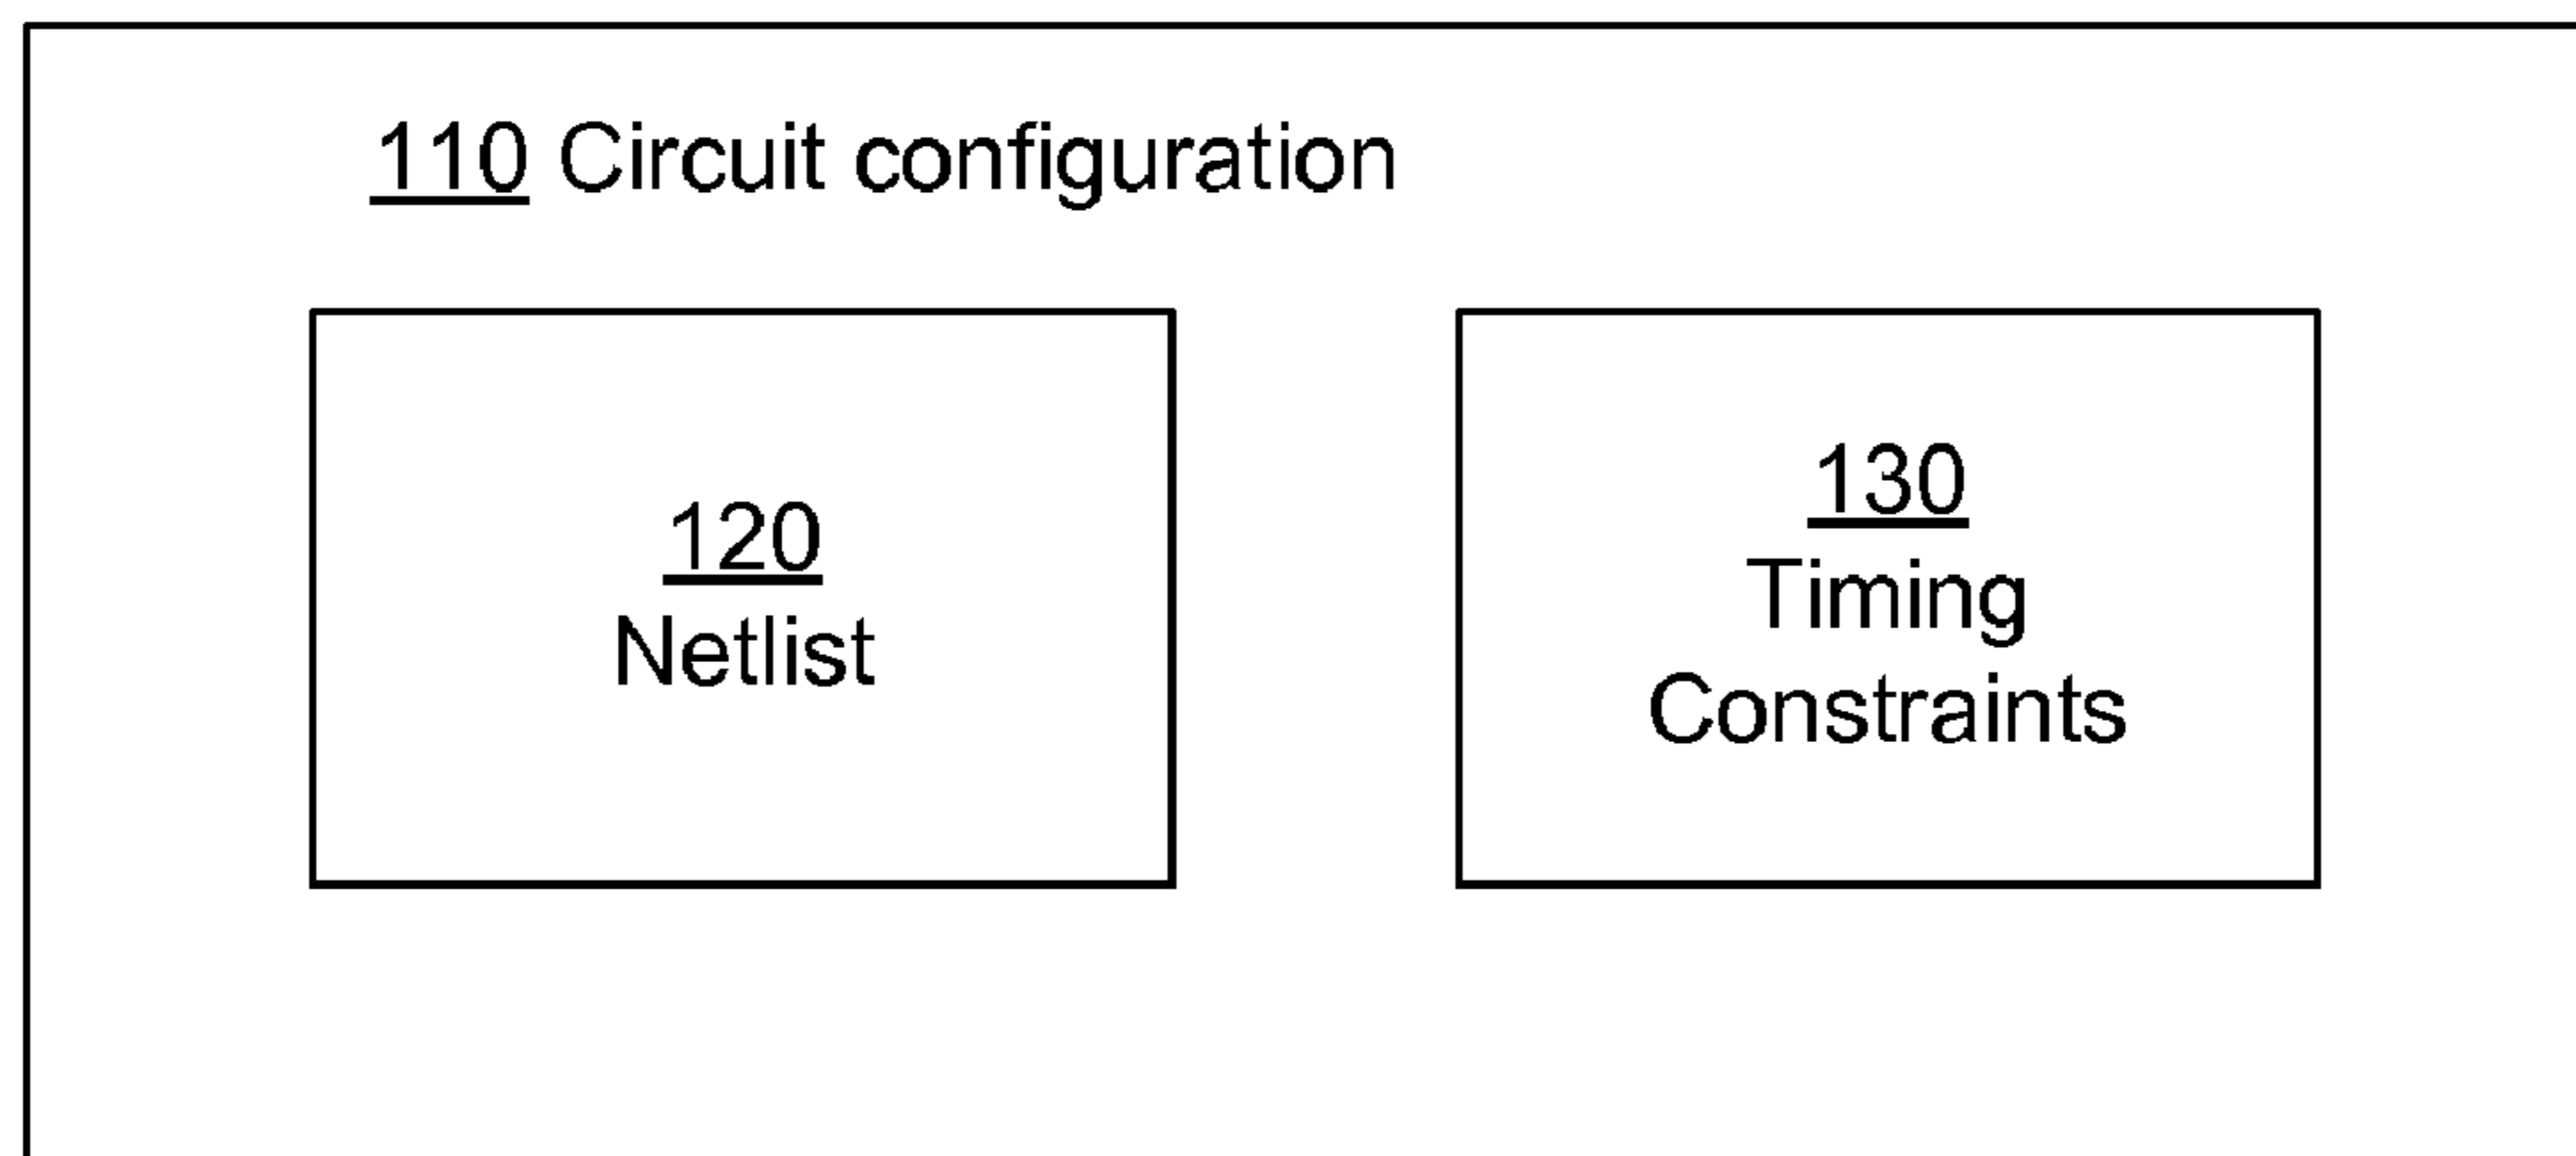 110 Circuit configuration
120
Netlist
130
Timing
Constraints